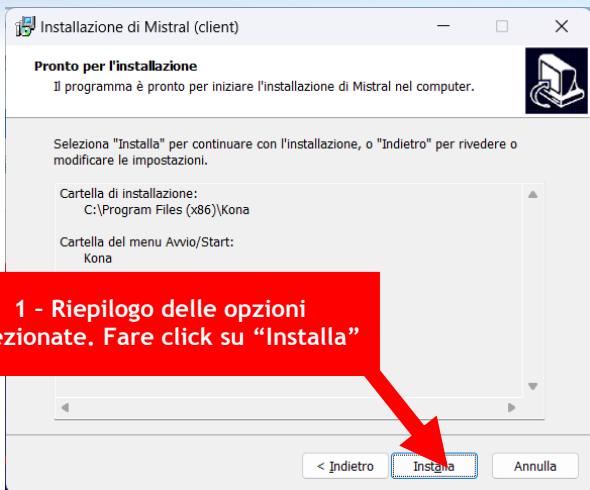 Installazione di Mistral (client)
Pronto per l'installazione
Il programma è pronto per iniziare l'installazione di Mistral nel computer.
Seleziona "Installa" per continuare con l'installazione, o "Indietro" per rivedere o
modificare le impostazioni.
Cartella di installazione:
C:\Program Files (x86)\Kona
Cartella del menu Avvio/Start:
Kona
1 – Riepilogo delle opzioni
ezionate. Fare click su “Installa”
< Indietro
Installa
Annulla